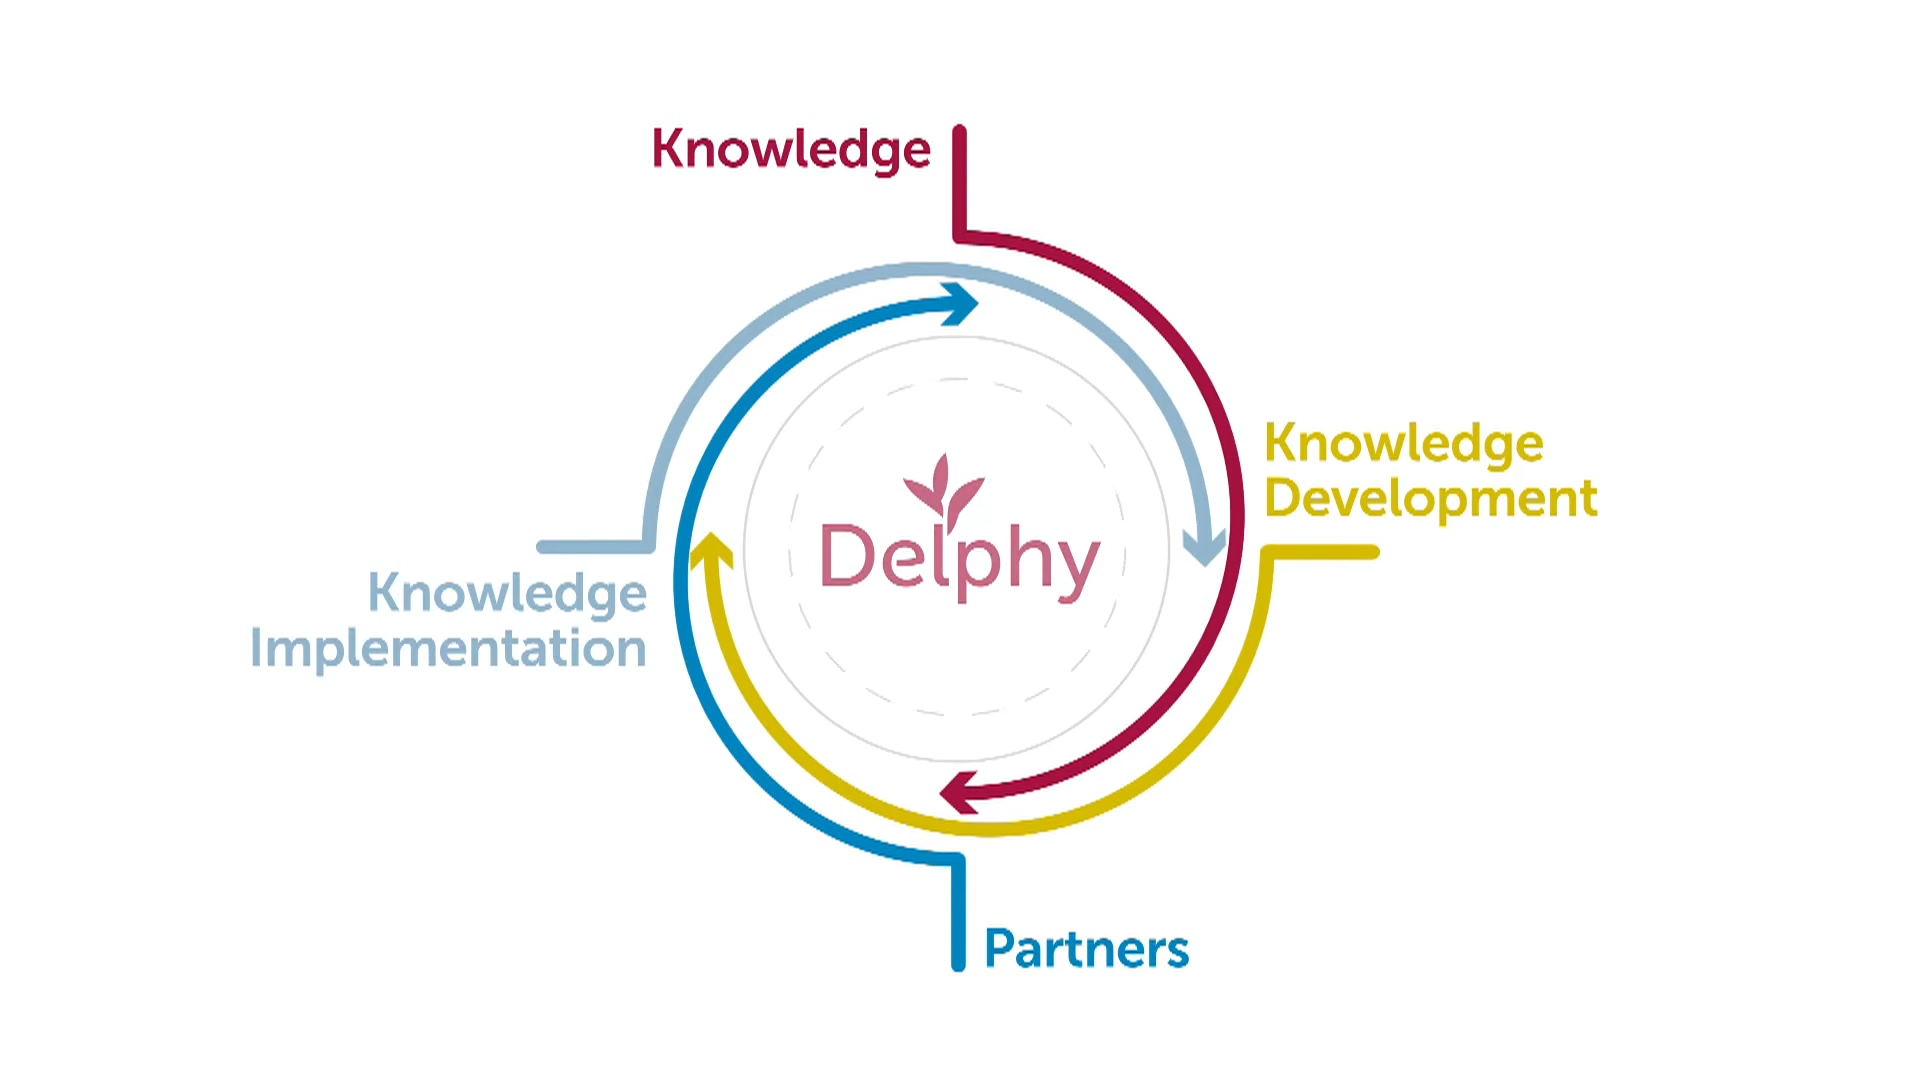 Knowledge
Knowledge
Development
Delphy
Knowledge
Implementation
Partners